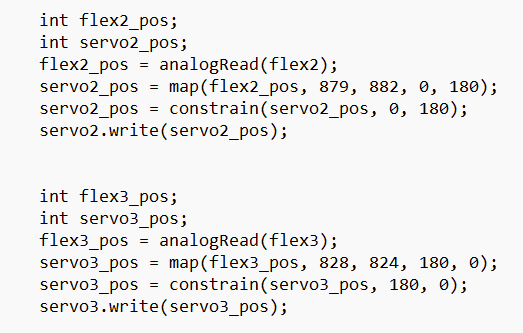 int flex2_pos;
int servo2_pos;
flex2_pos = analogRead(flex2);
servo2_pos = map(flex2_pos, 879, 882, 0, 180);
servo2_pos = constrain(servo2_pos, 0, 180);
servo2.write(servo2_pos);
int flex3_pos;
int servo3_pos;
flex3_pos = analogRead(flex3);
servo3_pos = map(flex3_pos, 828, 824, 180, 0);
servo3_pos = constrain(servo3_pos, 180, 0);
servo3.write(servo3_pos);